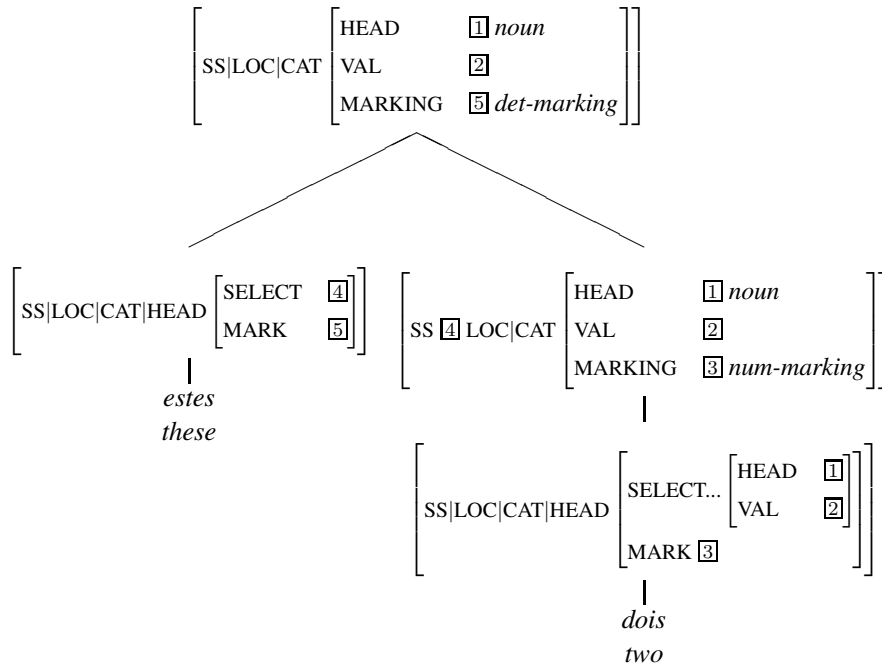 HEAD 1 noun
SS|LOC|CAT VAL 2
MARKING 5 det-marking
SS|LOC|CAT|HEAD SELECT 4
MARK 5
estes
these
HEAD 1 noun
SS 4 LOC|CAT VAL 2
MARKING 3 num-marking
SS|LOC|CAT|HEAD SELECT... HEAD 1
VAL 2
MARK 3
dois
two